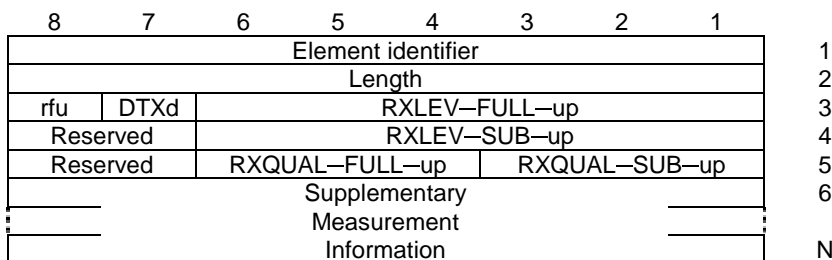 8 7 6 5 4 3 2 1
Element identifier 1
Length 2
rfu DTXd RXLEV—FULL—up 3
Reserved RXLEV—SUB—up 4
Reserved RXQUAL—FULL—up RXQUAL—SUB—up 5
Supplementary 6
Measurement
Information N